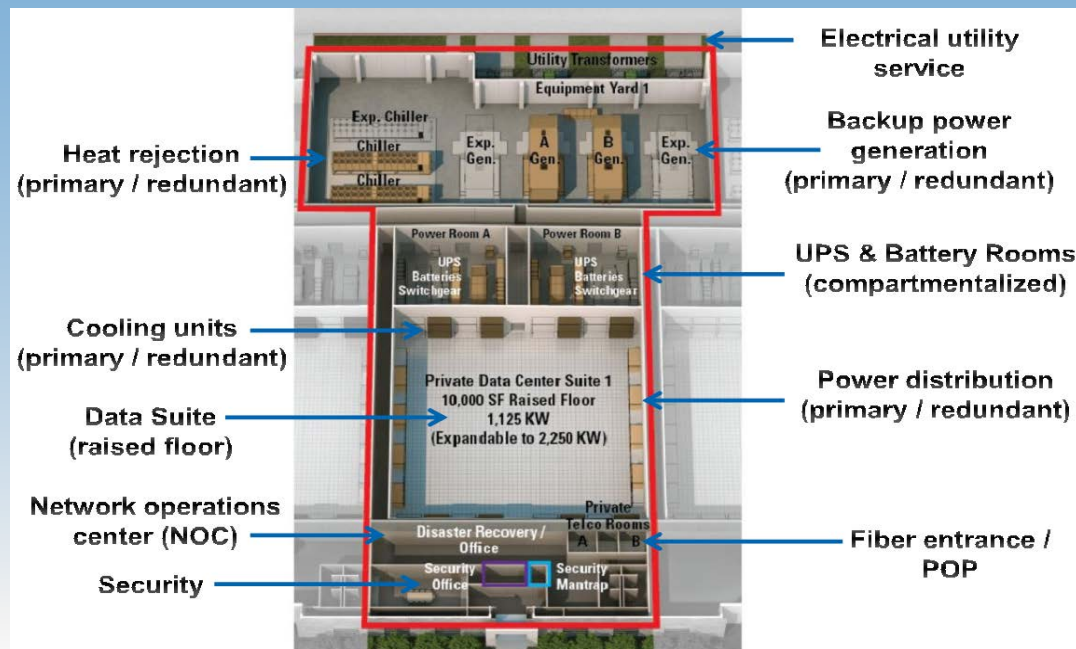 Electrical utility
service
Utility Transformers
Equipment Yard 1
Exp. Chiller
Chiller
Chiller
Exp.
Gen.
A
Gen.
B
Gen.
Exp.
Gen.
Heat rejection
(primary / redundant)
Backup power
generation
(primary / redundant)
Power Room A
UPS
Batteries
Switchgear
Power Room B
UPS
Batteries
Switchgear
UPS & Battery Rooms
(compartmentalized)
Cooling units
(primary / redundant)
Private Data Center Suite 1
10,000 SF Raised Floor
1,125 KW
(Expandable to 2,250 KW)
Power distribution
(primary / redundant)
Data Suite
(raised floor)
Network operations
center (NOC)
Disaster Recovery /
Office
Private
Telco Rooms
A
B
Fiber entrance /
POP
Security
Security
Office
Security
Mantrap